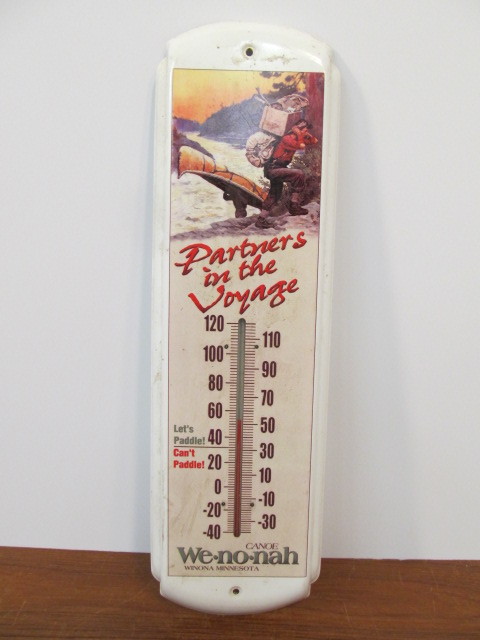 Partners
in the
Voyage
120
110
100
90
80
70
60
Let's
Paddle!
50
40
Can't
Paddle!
30
20
10
0
-10
-20
-30
-40
CANOE
We·no·nah
WINONA MINNESOTA